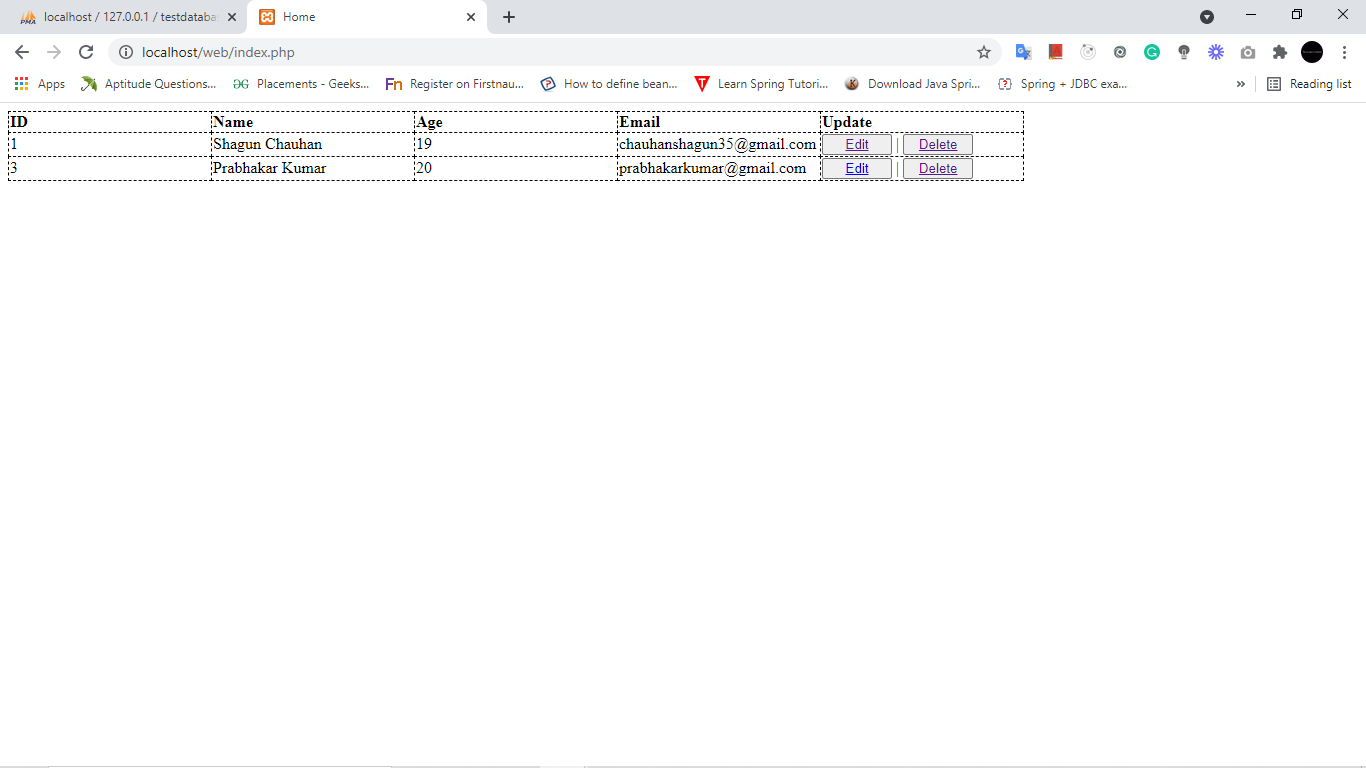 PMA localhost / 127.0.0.1 / testdataba
Home
localhost/web/index.php
Apps Aptitude Questions... Placements - Geeks... Fn Register on Firstnau... How to define bean... Learn Spring Tutori... Download Java Spri... Spring + JDBC exa... » Reading list
ID Name Age Email Update
1 Shagun Chauhan 19 chauhanshagun35@gmail.com Edit | Delete
3 Prabhakar Kumar 20 prabhakarkumar@gmail.com Edit | Delete